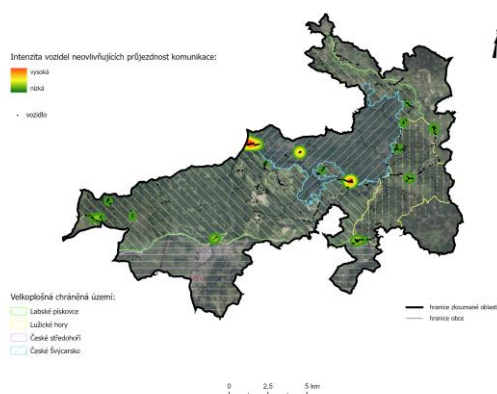 Intenzita vozidel neovlivňujících průjezdnost komunikace:
vysoká
nízká
vozidlo
Velkoplošná chráněná území:
Labské pískovce
Lužické hory
České středohoří
České Švýcarsko
hranice zkoumané oblasti
hranice obce
0 2,5 5 km